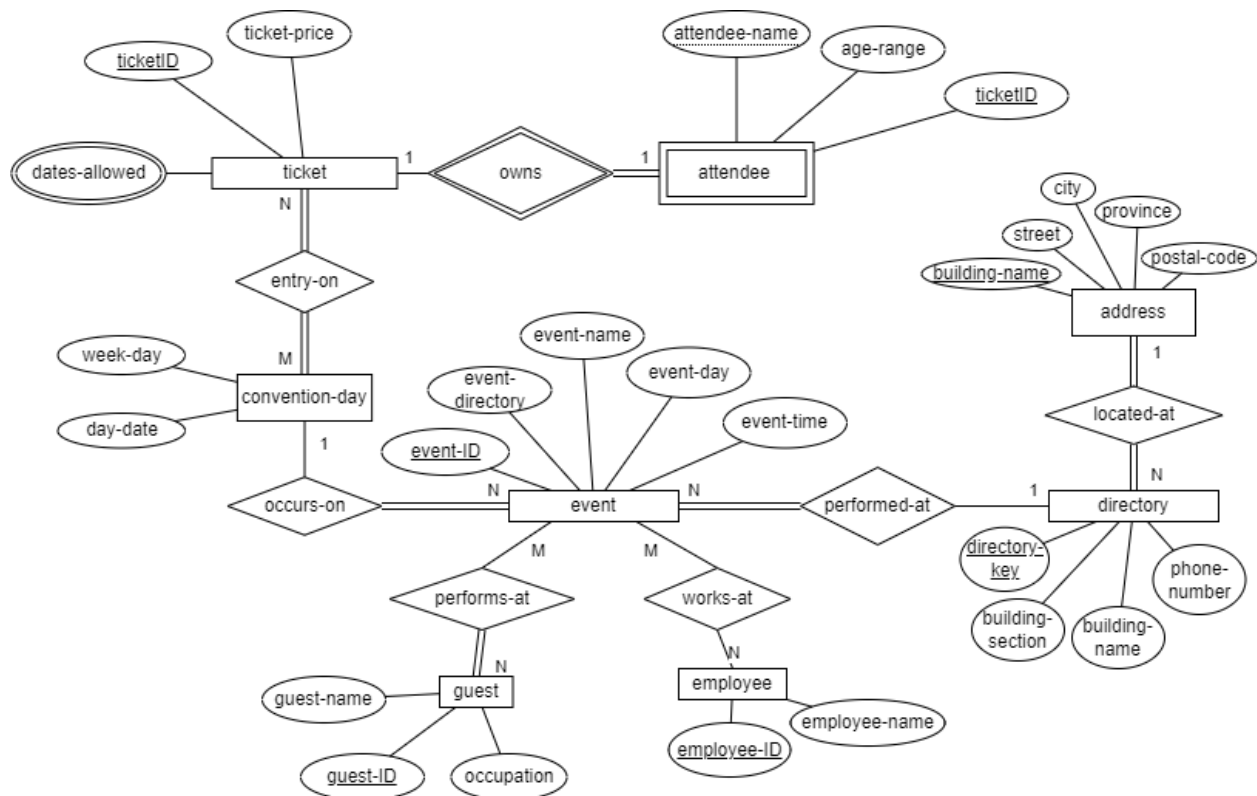 ticket-price
attendee-name
ticketID
age-range
ticketID
dates-allowed
ticket
1
owns
1
attendee
N
city
province
street
postal-code
building-name
entry-on
address
event-name
week-day
M
1
event-day
event-
directory
convention-day
located-at
event-time
day-date
1
event-ID
N
occurs-on
N
event
N
performed-at
1
directory
M
M
directory-
key
phone-
number
performs-at
works-at
building-
section
building-
name
N
N
guest
employee
guest-name
employee-name
guest-ID
occupation
employee-ID